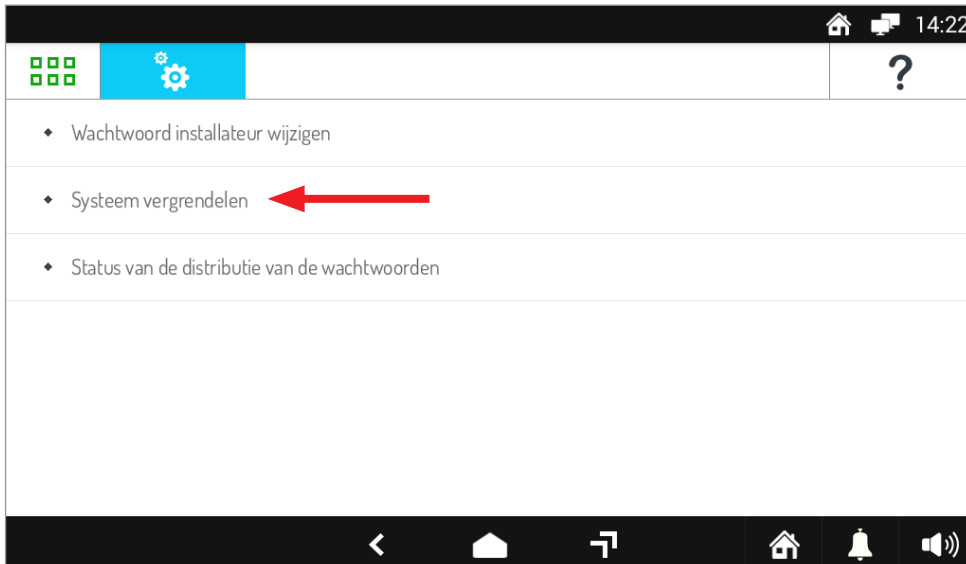 14:22
?
Wachtwoord installateur wijzigen
Systeem vergrendelen
Status van de distributie van de wachtwoorden